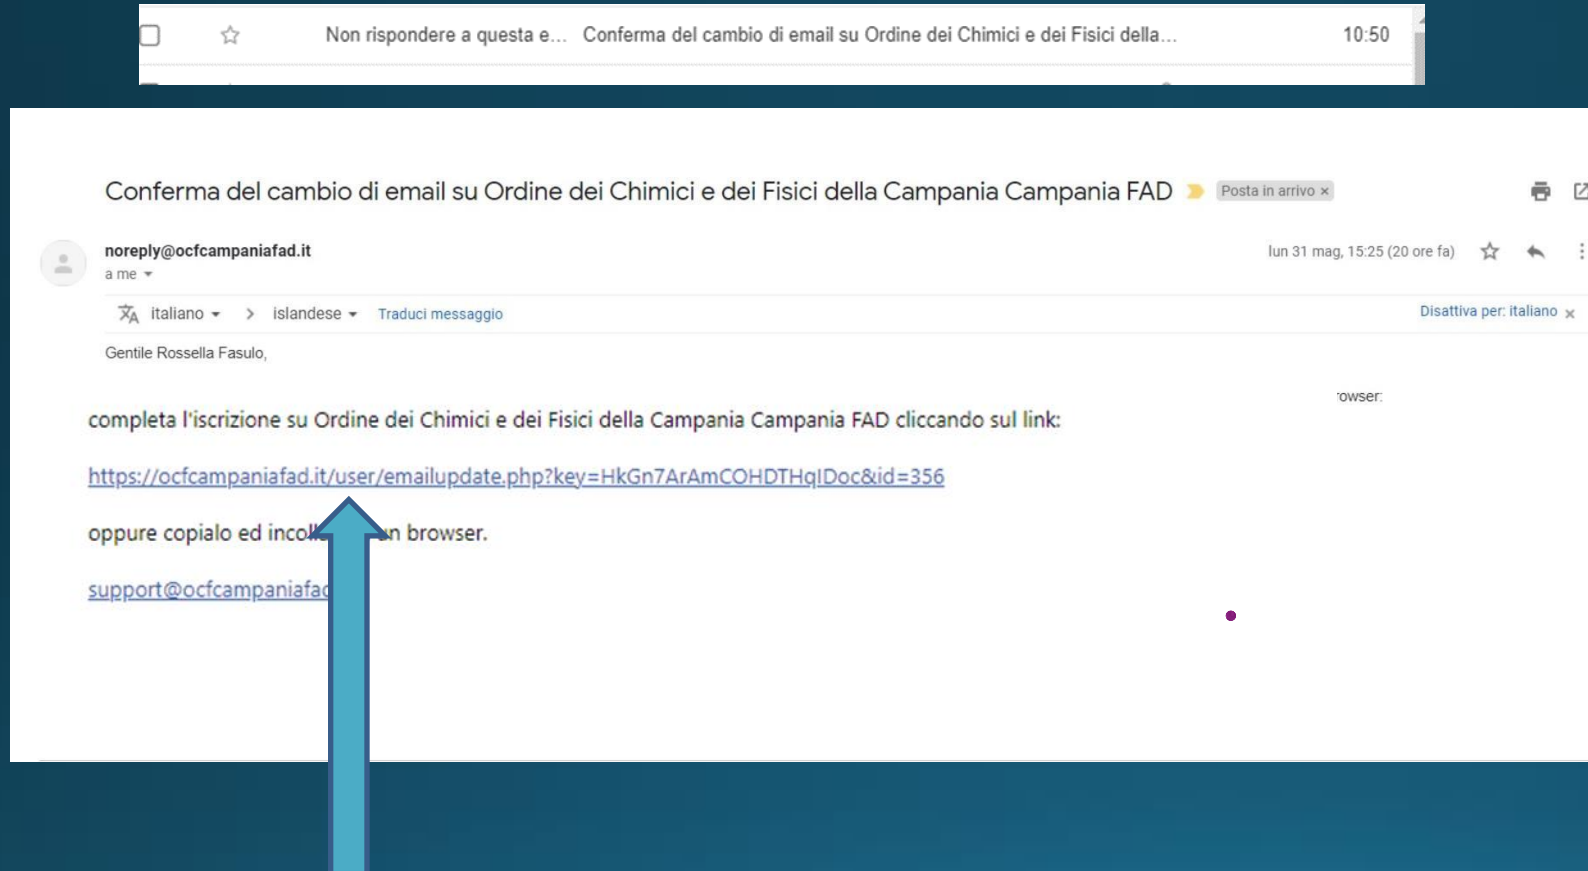 Non rispondere a questa e... Conferma del cambio di email su Ordine dei Chimici e dei Fisici della... 10:50
Conferma del cambio di email su Ordine dei Chimici e dei Fisici della Campania Campania FAD Posta in arrivo ×
noreply@ocfcampaniafad.it lun 31 mag, 15:25 (20 ore fa)
a me
italiano > islandese Traduci messaggio Disattiva per: italiano ×
Gentile Rossella Fasulo,
rowser:
completa l'iscrizione su Ordine dei Chimici e dei Fisici della Campania Campania FAD cliccando sul link:
https://ocfcampaniafad.it/user/emailupdate.php?key=HkGn7ArAmCOHDTHqIDoc&id=356
oppure copialo ed incolla un browser.
support@ocfcampaniafad